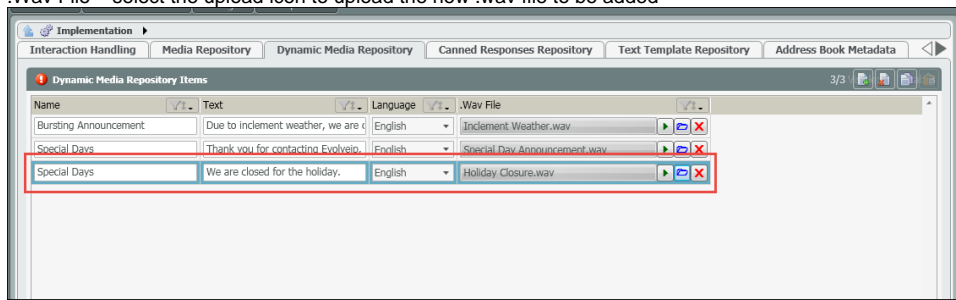 .Wav File – select the upload icon to upload the new .wav file to be added
Implementation
Interaction Handling Media Repository Dynamic Media Repository Canned Responses Repository Text Template Repository Address Book Metadata
Dynamic Media Repository Items 3/3
Name Text Language .Wav File
Bursting Announcement Due to inclement weather, we are c English Inclement Weather.wav
Special Days Thank you for contacting Evolveip. English Special Day Announcement.wav
Special Days We are closed for the holiday. English Holiday Closure.wav